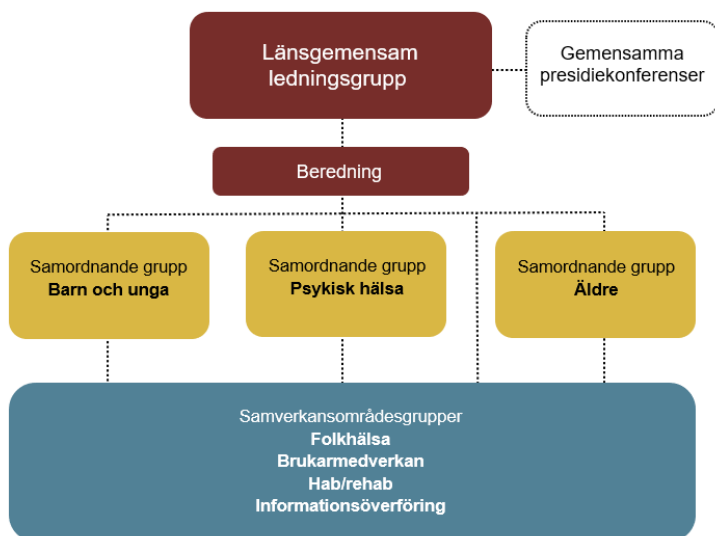 Länsgemensam
ledningsgrupp
Gemensamma
presidiekonferenser
Beredning
Samordnande grupp
Barn och unga
Samordnande grupp
Psykisk hälsa
Samordnande grupp
Äldre
Samverkansområdesgrupper
Folkhälsa
Brukarmedverkan
Hab/rehab
Informationsöverföring